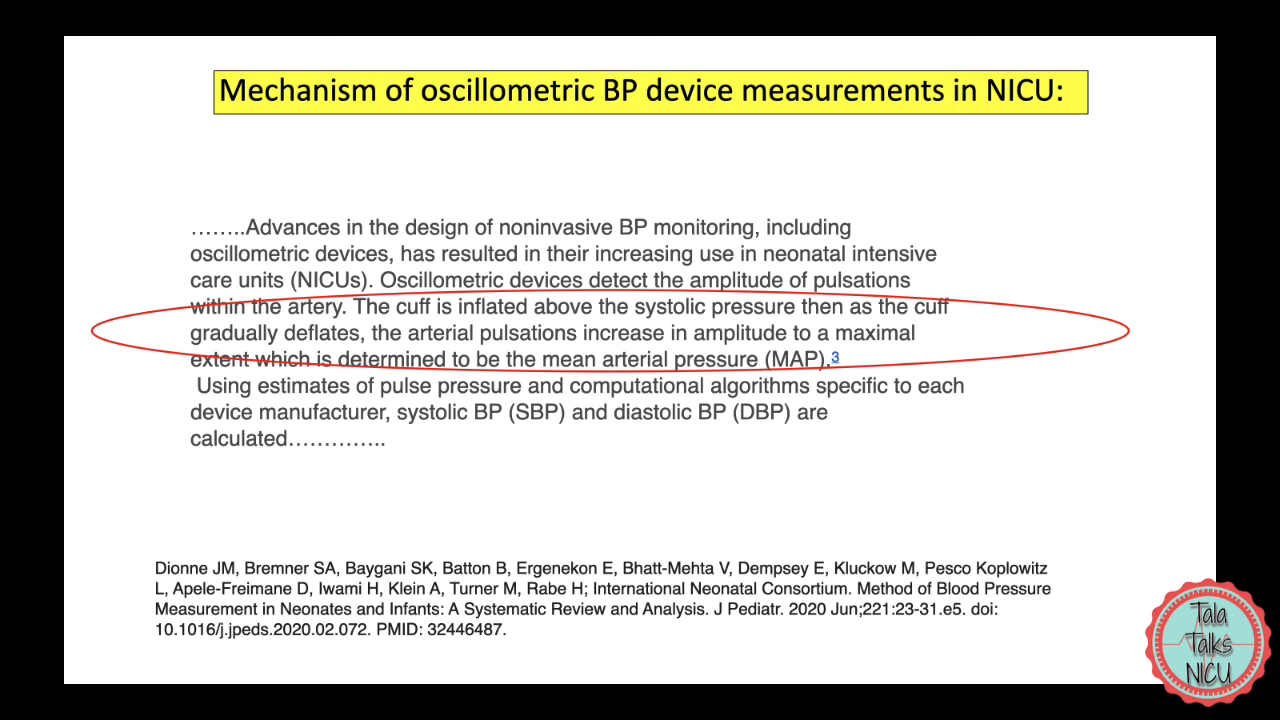 Mechanism of oscillometric BP device measurements in NICU:
……..Advances in the design of noninvasive BP monitoring, including
oscillometric devices, has resulted in their increasing use in neonatal intensive
care units (NICUs). Oscillometric devices detect the amplitude of pulsations
within the artery. The cuff is inflated above the systolic pressure then as the cuff
gradually deflates, the arterial pulsations increase in amplitude to a maximal
extent which is determined to be the mean arterial pressure (MAP).3
Using estimates of pulse pressure and computational algorithms specific to each
device manufacturer, systolic BP (SBP) and diastolic BP (DBP) are
calculated…………..
Dionne JM, Bremner SA, Baygani SK, Batton B, Ergenekon E, Bhatt-Mehta V, Dempsey E, Kluckow M, Pesco Koplowitz
L, Apele-Freimane D, Iwami H, Klein A, Turner M, Rabe H; International Neonatal Consortium. Method of Blood Pressure
Measurement in Neonates and Infants: A Systematic Review and Analysis. J Pediatr. 2020 Jun;221:23-31.e5. doi:
10.1016/j.jpeds.2020.02.072. PMID: 32446487.
Tala
Talks
NICU